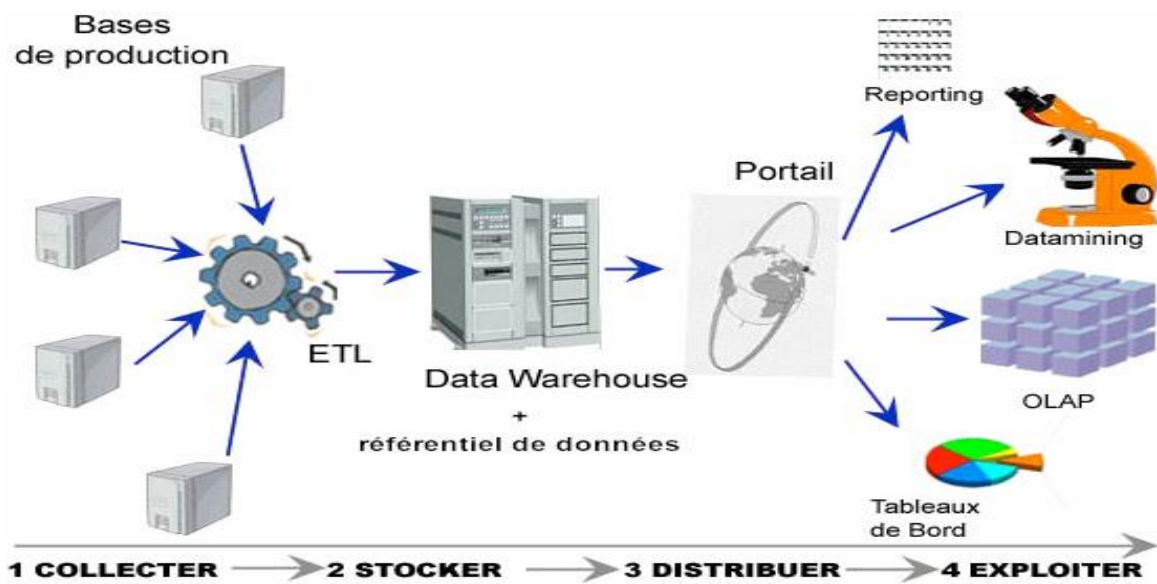 Bases
de production
ETL
Data Warehouse
+
référentiel de données
Portail
Reporting
Datamining
OLAP
Tableaux
de Bord
1 COLLECTER 2 STOCKER 3 DISTRIBUER 4 EXPLOITER